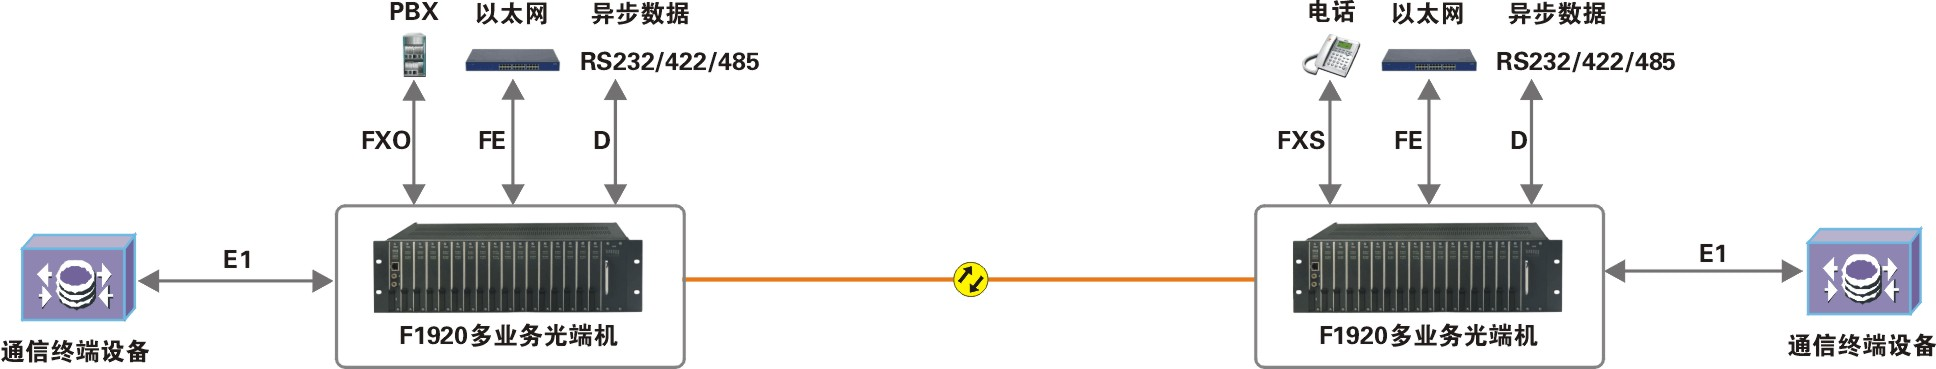 PBX 以太网 异步数据
RS232/422/485
FXO FE D
E1
F1920多业务光端机
通信终端设备
电话 以太网 异步数据
RS232/422/485
FXS FE D
E1
F1920多业务光端机
通信终端设备